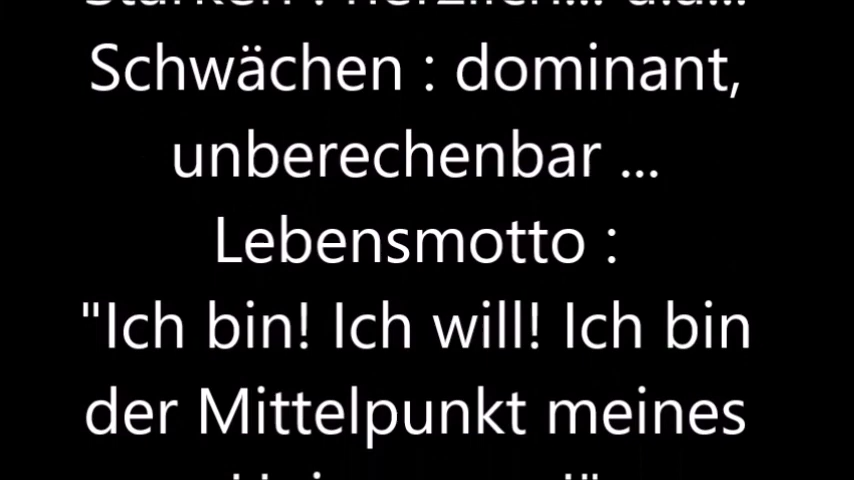 Schwächen : dominant,
unberechenbar ...
Lebensmotto :
"Ich bin! Ich will! Ich bin
der Mittelpunkt meines